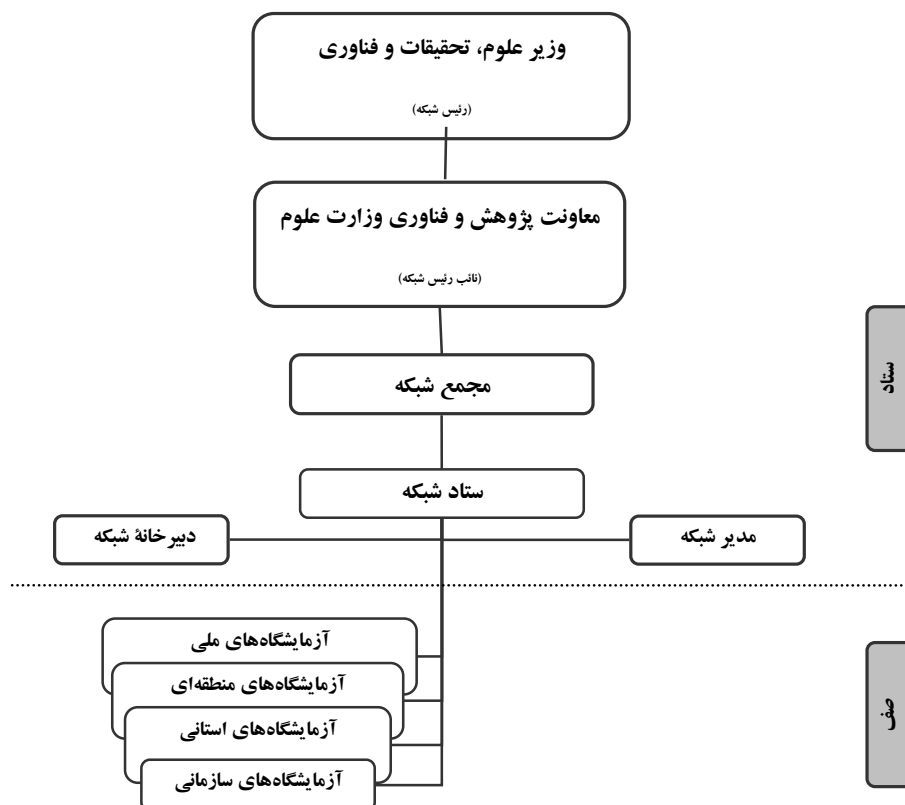 وزیر علوم، تحقیقات و فناوری
(رئیس شبکه)
معاونت پژوهش و فناوری وزارت علوم
(نائب رئیس شبکه)
ستاد
مجمع شبکه
ستاد شبکه
مدیر شبکه
دبیرخانهٔ شبکه
صف
آزمایشگاه‌های ملی
آزمایشگاه‌های منطقه‌ای
آزمایشگاه‌های استانی
آزمایشگاه‌های سازمانی